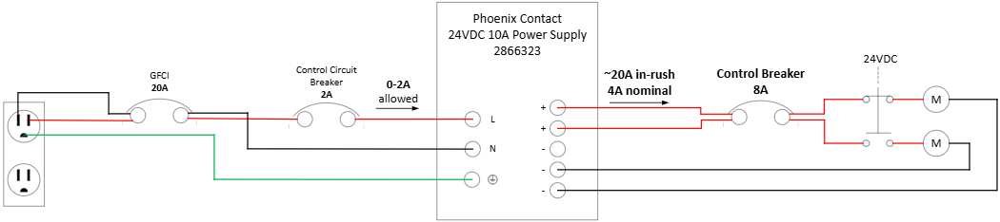 Phoenix Contact
24VDC 10A Power Supply
2866323
GFCI
20A
Control Circuit
Breaker
2A
0-2A
allowed
L
N
+
+
-
-
-
~20A in-rush
4A nominal
Control Breaker
8A
24VDC
M
M